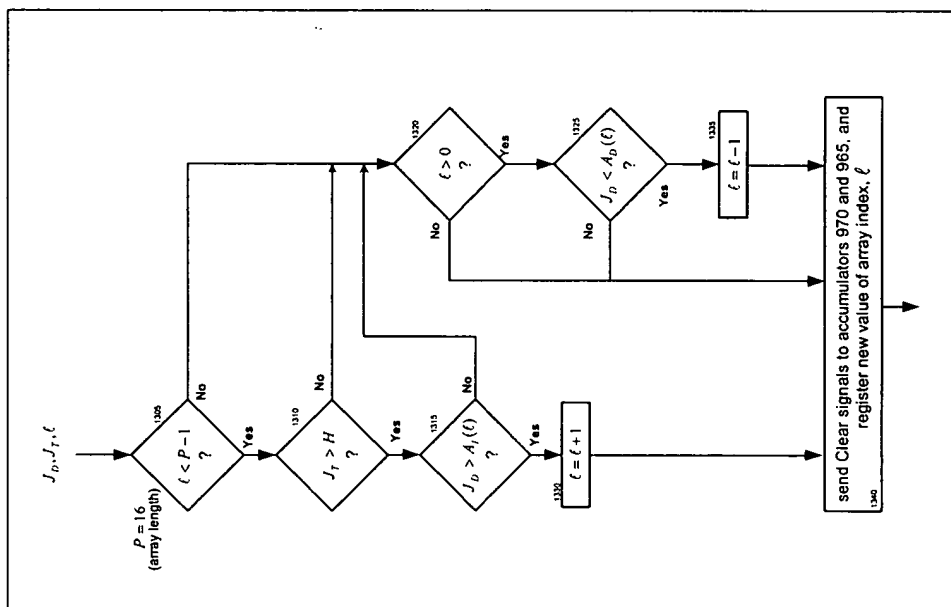 J_D, J_T, ℓ
P = 16
(array length)
1305
ℓ < P − 1
?
No
Yes
1310
J_T > H
?
No
Yes
1315
J_D > A_I(ℓ)
?
No
Yes
1330
ℓ = ℓ + 1
1320
ℓ > 0
?
No
Yes
1325
J_D < A_D(ℓ)
?
No
Yes
1335
ℓ = ℓ − 1
send Clear signals to accumulators 970 and 965, and
register new value of array index, ℓ
1340